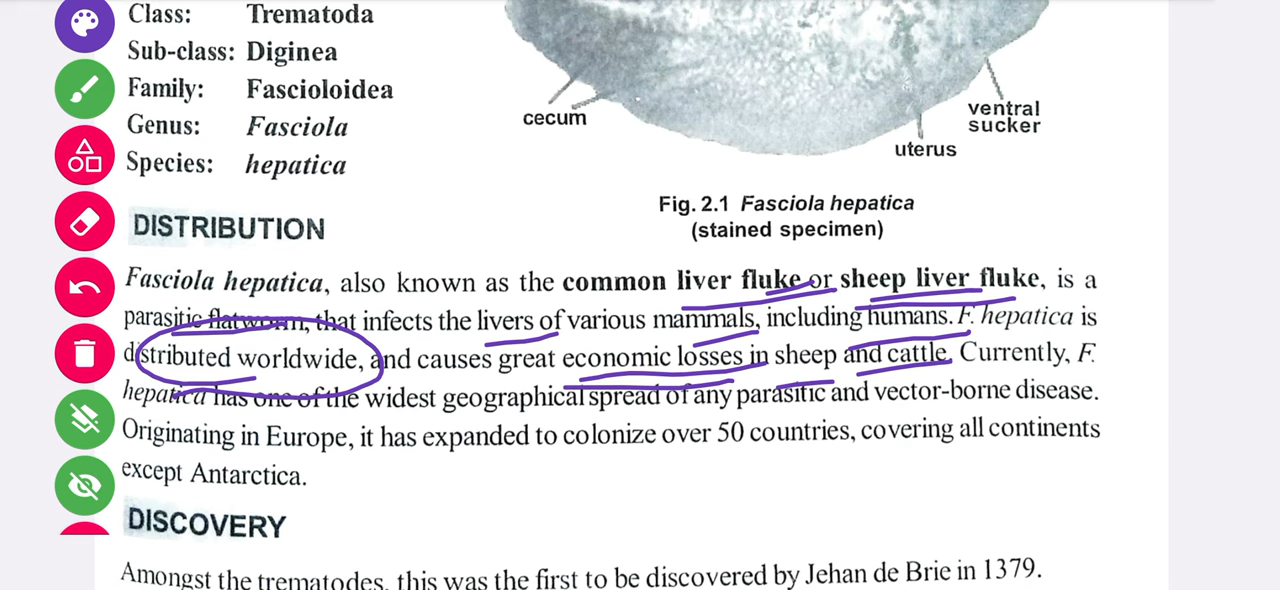 Class: Trematoda
Sub-class: Diginea
Family: Fascioloidea
Genus: Fasciola
Species: hepatica
cecum
ventral
sucker
uterus
Fig. 2.1 Fasciola hepatica
(stained specimen)
DISTRIBUTION
Fasciola hepatica, also known as the common liver fluke or sheep liver fluke, is a
parasitic flatworm, that infects the livers of various mammals, including humans. F. hepatica is
distributed worldwide, and causes great economic losses in sheep and cattle. Currently, F.
hepatica has one of the widest geographical spread of any parasitic and vector-borne disease.
Originating in Europe, it has expanded to colonize over 50 countries, covering all continents
except Antarctica.
DISCOVERY
Amongst the trematodes, this was the first to be discovered by Jehan de Brie in 1379.